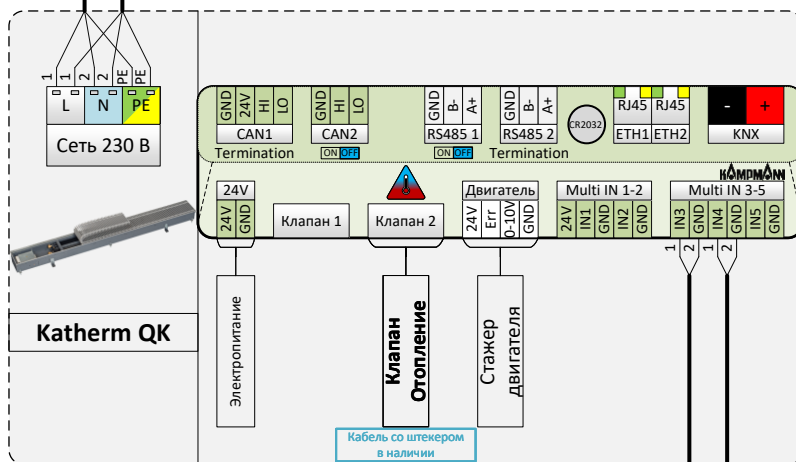 1 1 2 2 PE PE
L N PE
Сеть 230 В
GND 24V HI LO
CAN1
GND HI LO
CAN2
GND B- A+
RS485 1
GND B- A+
RS485 2
CR2032
RJ45 RJ45
ETH1 ETH2
- +
KNX
Termination
ON OFF
ON OFF
Termination
KAMPMANN
24V
24V GND
Клапан 1
Клапан 2
Двигатель
24V Err 0-10V GND
Multi IN 1-2
24V IN1 GND IN2 GND
Multi IN 3-5
IN3 GND IN4 GND IN5 GND
1 2 1 2
Katherm QK
Электропитание
Клапан
Отопление
Стажер
двигателя
Кабель со штекером
в наличии